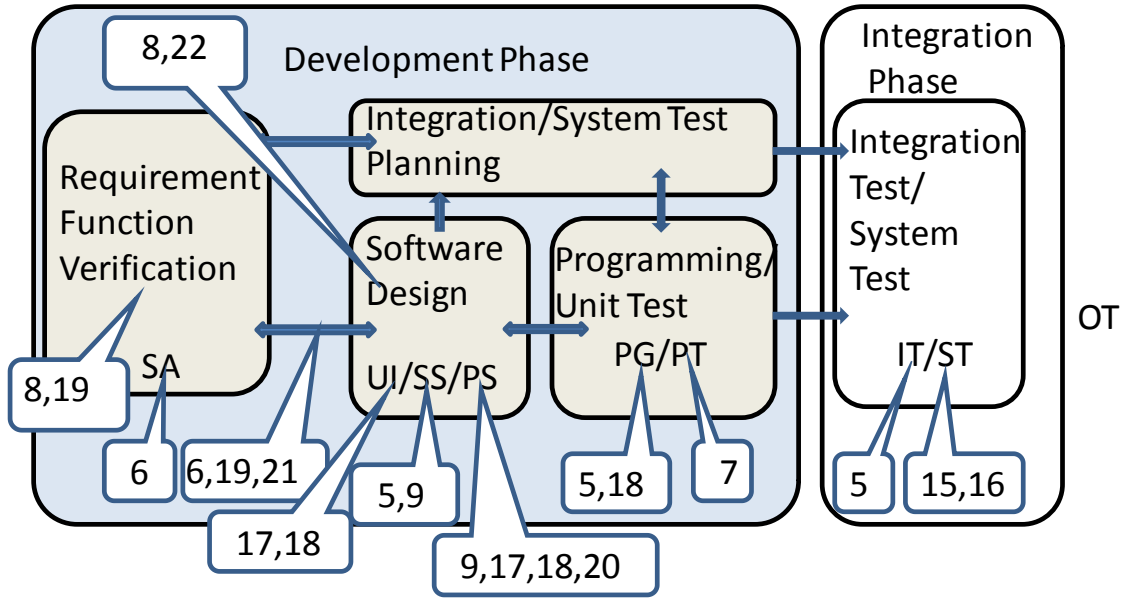 8,22
Development Phase
Integration
Phase
Integration/System Test
Planning
Requirement
Function
Verification
SA
Software
Design
UI/SS/PS
Programming/
Unit Test
PG/PT
Integration
Test/
System
Test
IT/ST
OT
8,19
6
6,19,21
5,9
5,18
7
5
15,16
17,18
9,17,18,20